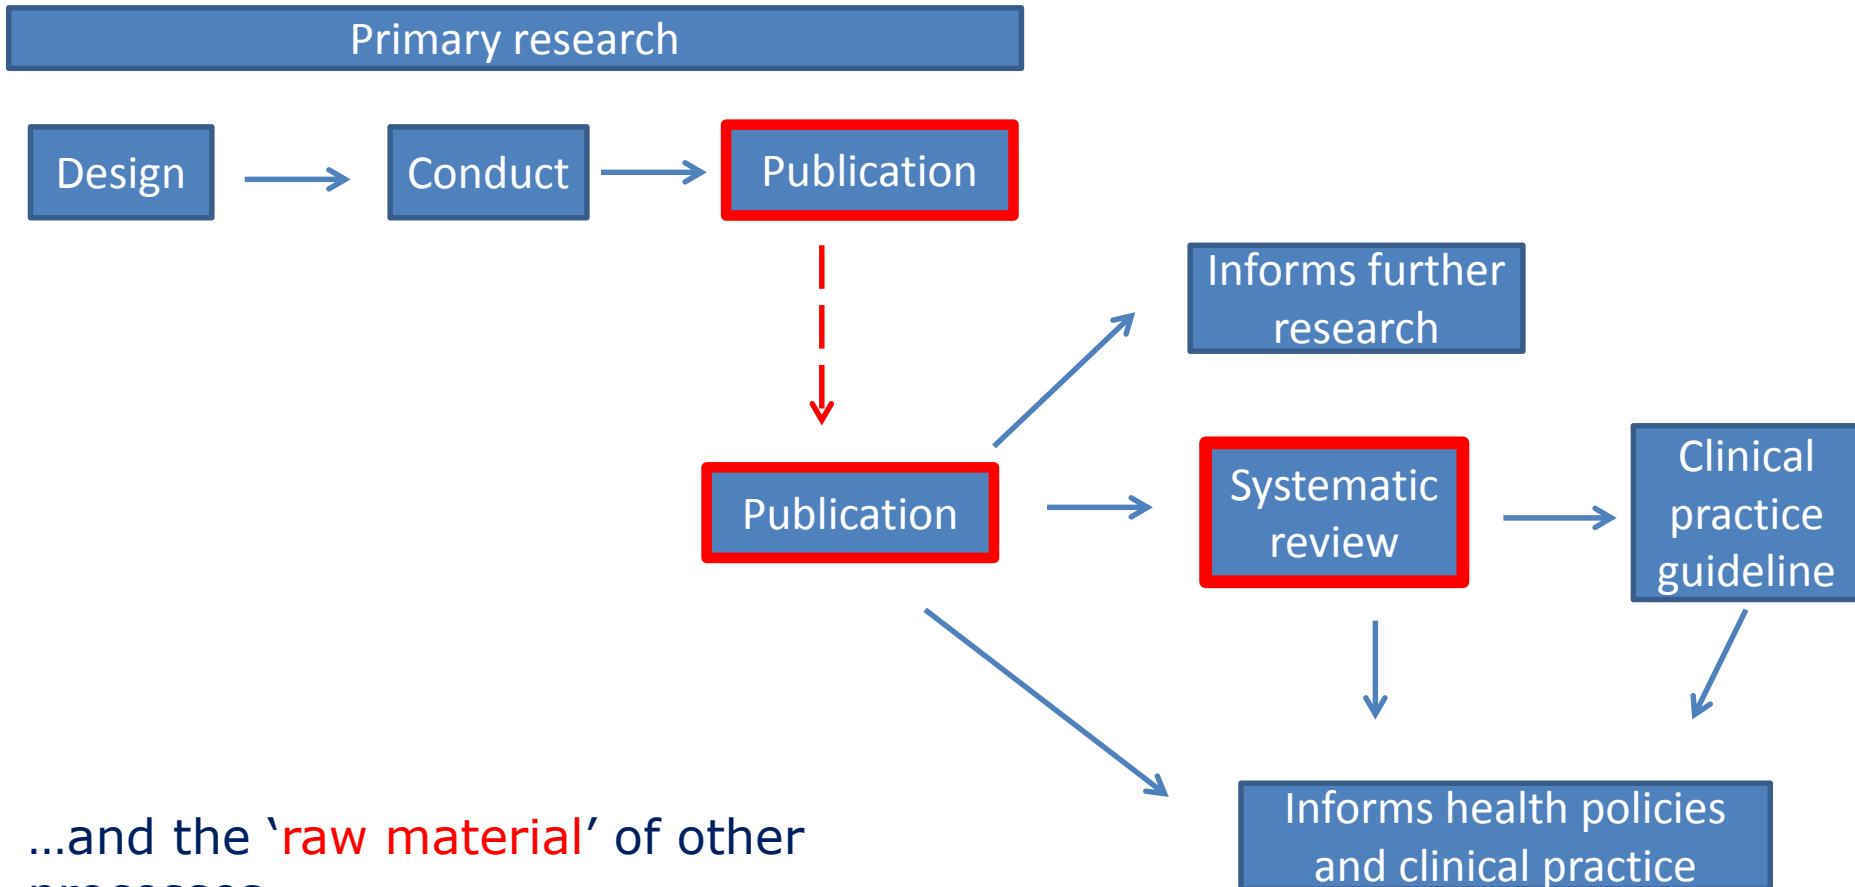 Primary research
Design
Conduct
Publication
Informs further
research
Publication
Systematic
review
Clinical
practice
guideline
Informs health policies
and clinical practice
…and the ‘raw material’ of other